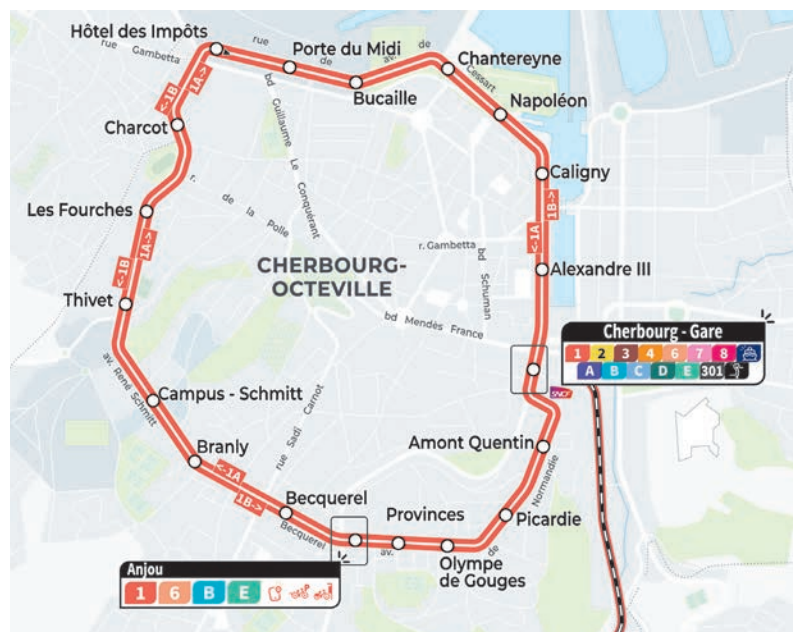 Hôtel des Impôts
rue Gambetta
rue de
Porte du Midi
av. de
Cessart
Chantereyne
Bucaille
Napoléon
<-1B
1A->
Charcot
bd Guillaume Le Conquérant
Caligny
r. de la Polle
Les Fourches
<-1B
1A->
<-1A
1B->
r. Gambetta
bd Schuman
CHERBOURG-
OCTEVILLE
Alexandre III
Thivet
bd Mendès France
Cherbourg - Gare
1 2 3 4 6 7 8
A B C D E 301
SNCF
av. René Schmitt
Campus - Schmitt
rue Sadi Carnot
Amont Quentin
Branly
<-1A
1B->
Becquerel
Becquerel
Provinces
av. de Normandie
Picardie
Olympe
de Gouges
Anjou
1 6 B E